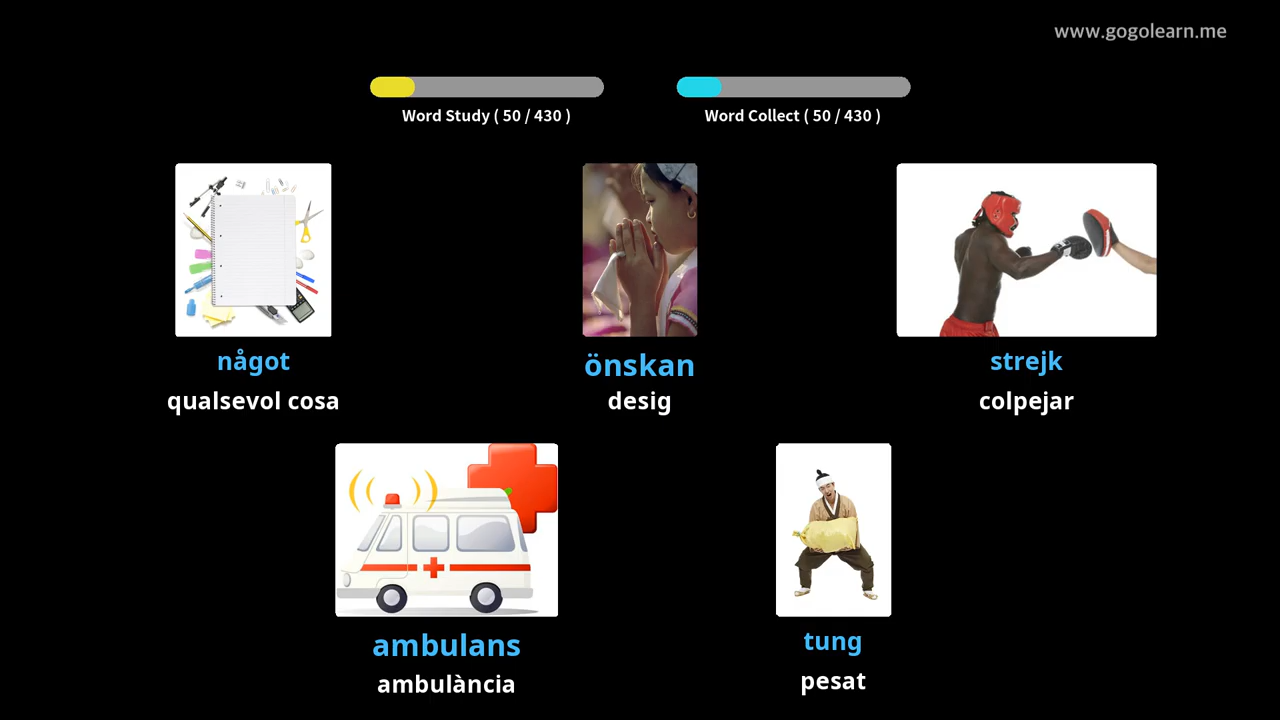 www.gogolearn.me
Word Study ( 50 / 430 )
Word Collect ( 50 / 430 )
något
qualsevol cosa
önskan
desig
strejk
colpejar
ambulans
ambulància
tung
pesat